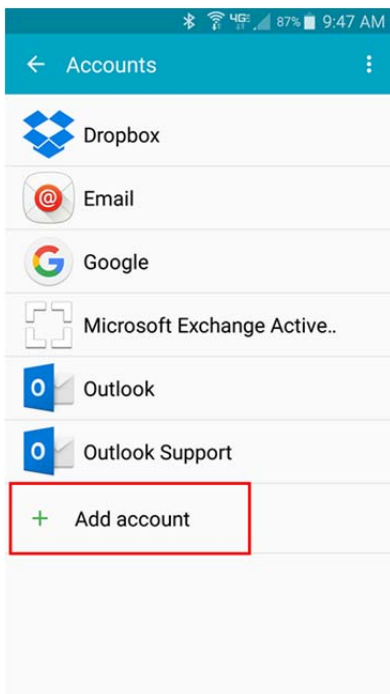 4G 87% 9:47 AM
Accounts
Dropbox
@ Email
G Google
Microsoft Exchange Active..
O Outlook
O Outlook Support
+ Add account